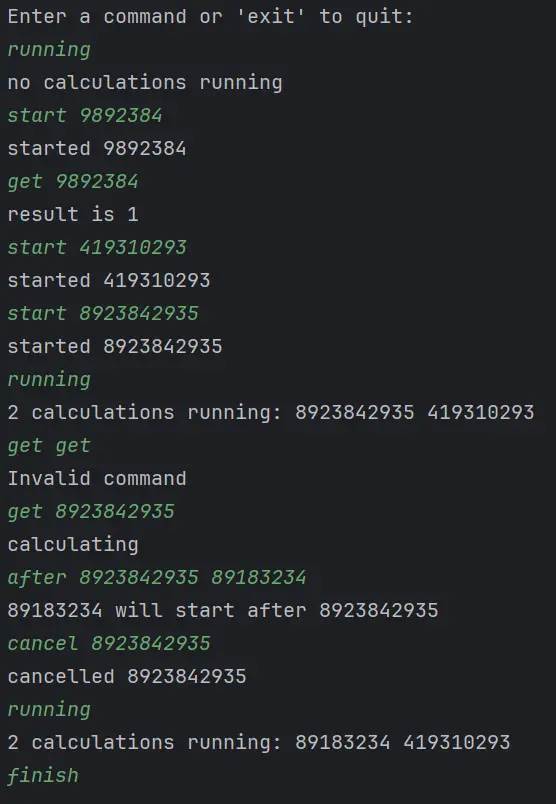 Enter a command or 'exit' to quit:
running
no calculations running
start 9892384
started 9892384
get 9892384
result is 1
start 419310293
started 419310293
start 8923842935
started 8923842935
running
2 calculations running: 8923842935 419310293
get get
Invalid command
get 8923842935
calculating
after 8923842935 89183234
89183234 will start after 8923842935
cancel 8923842935
cancelled 8923842935
running
2 calculations running: 89183234 419310293
finish